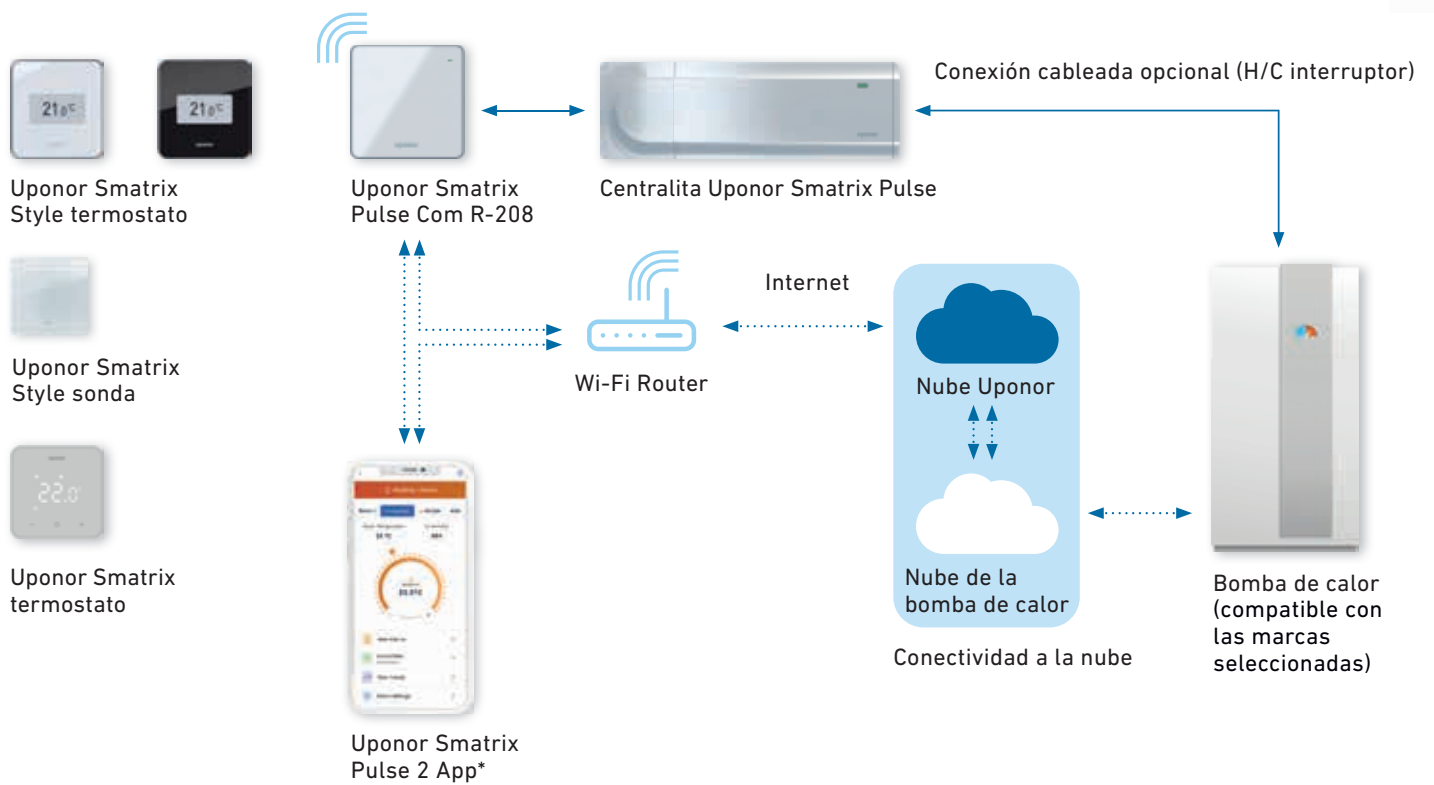 21.0°C
21.0°C
Uponor Smatrix
Style termostato
Uponor Smatrix
Pulse Com R-208
Centralita Uponor Smatrix Pulse
Conexión cableada opcional (H/C interruptor)
Uponor Smatrix
Style sonda
Wi-Fi Router
Internet
Nube Uponor
22.0
Uponor Smatrix
termostato
Nube de la
bomba de calor
Conectividad a la nube
Bomba de calor
(compatible con
las marcas
seleccionadas)
Uponor Smatrix
Pulse 2 App*